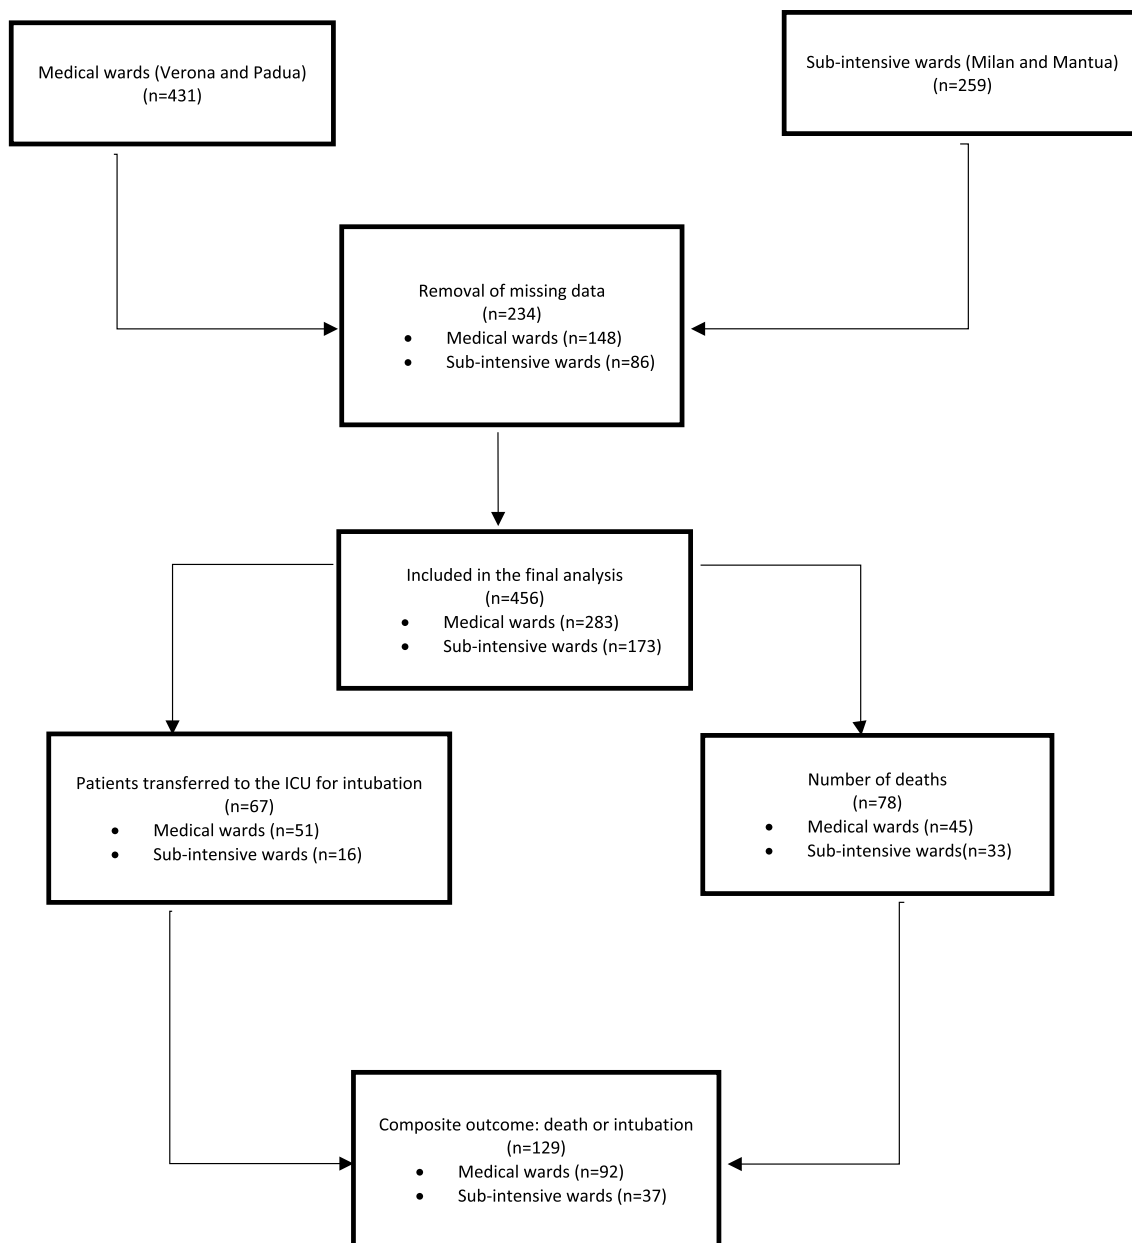 Medical wards (Verona and Padua)
(n=431)
Sub-intensive wards (Milan and Mantua)
(n=259)
Removal of missing data
(n=234)
• Medical wards (n=148)
• Sub-intensive wards (n=86)
Included in the final analysis
(n=456)
• Medical wards (n=283)
• Sub-intensive wards (n=173)
Patients transferred to the ICU for intubation
(n=67)
• Medical wards (n=51)
• Sub-intensive wards (n=16)
Number of deaths
(n=78)
• Medical wards (n=45)
• Sub-intensive wards(n=33)
Composite outcome: death or intubation
(n=129)
• Medical wards (n=92)
• Sub-intensive wards (n=37)